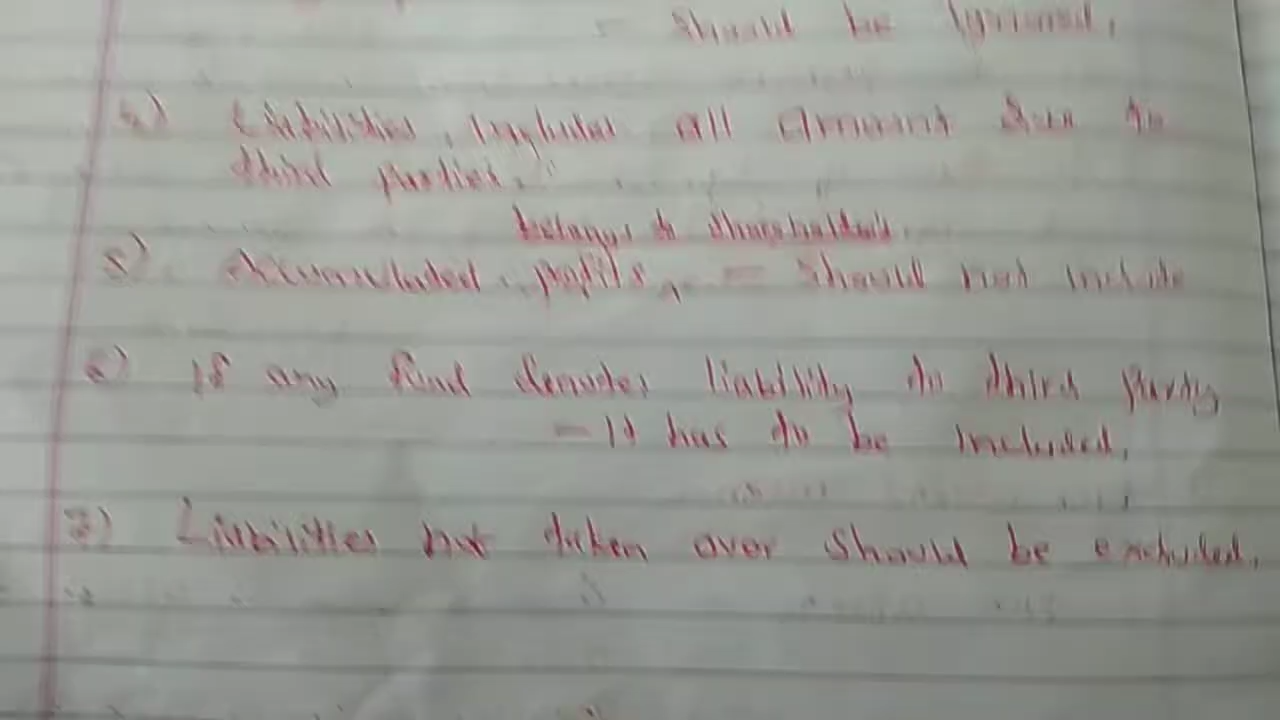 - Should be ignored.
4) Liabilities, includes all amount due to
third parties.
belongs to shareholders.
5) Accumulated profits - = Should not include
6) If any fund denotes liability to third party
- It has to be included.
7) Liabilities not taken over should be excluded.